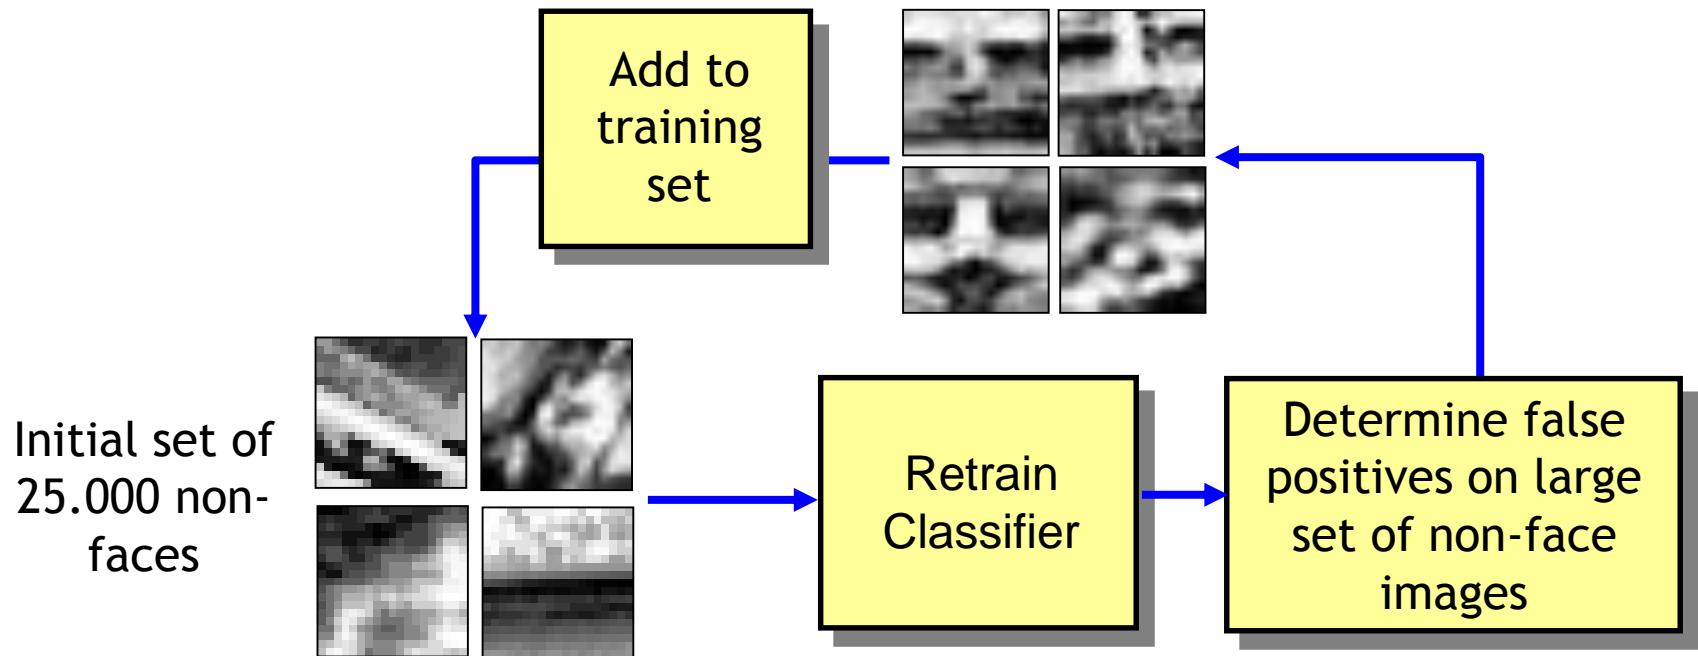 Add to
training
set
Initial set of
25.000 non-
faces
Retrain
Classifier
Determine false
positives on large
set of non-face
images